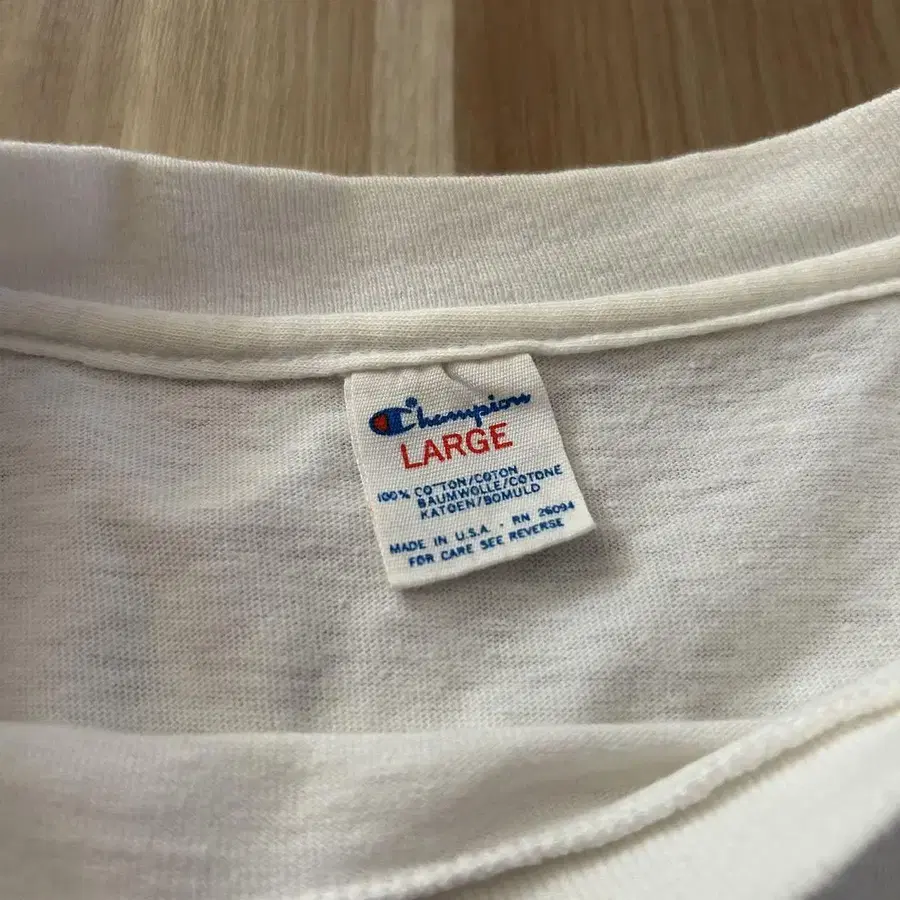 Champion
LARGE
100% COTTON/COTON
BAUMWOLLE/COTONE
KATOEN/BOMULD
MADE IN U.S.A. - RN 26094
FOR CARE SEE REVERSE